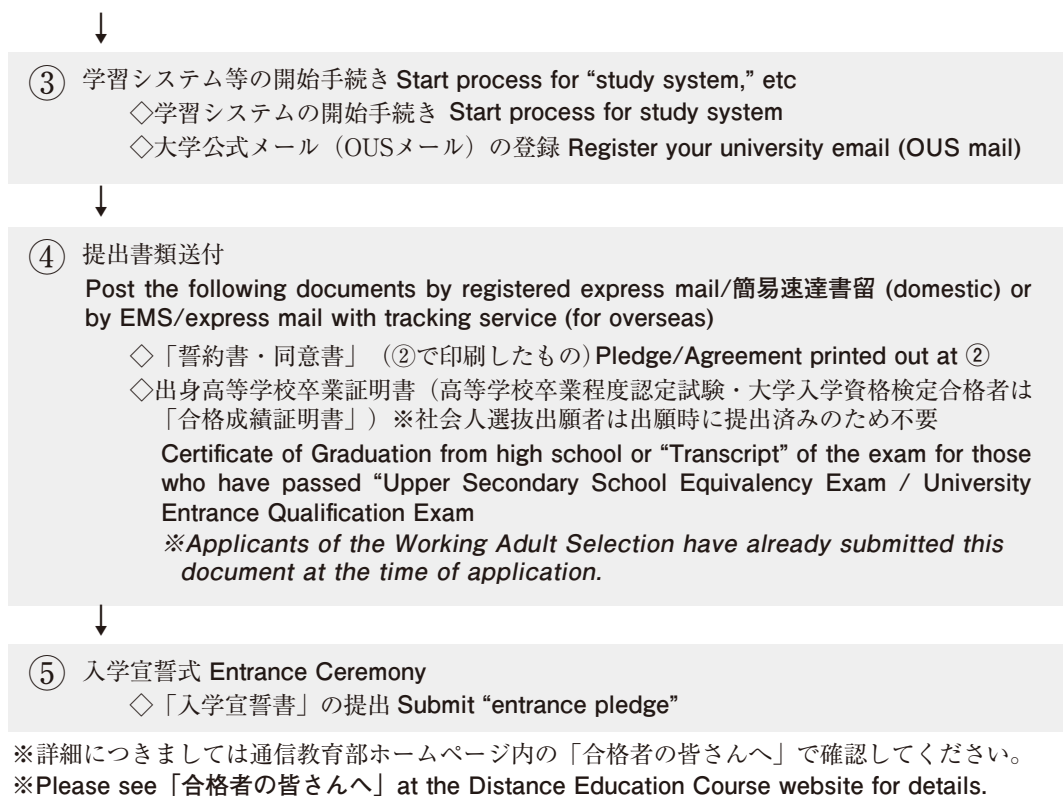 ↓
③ 学習システム等の開始手続き Start process for “study system,” etc
◇学習システムの開始手続き Start process for study system
◇大学公式メール（OUSメール）の登録 Register your university email (OUS mail)
↓
④ 提出書類送付
Post the following documents by registered express mail/簡易速達書留 (domestic) or
by EMS/express mail with tracking service (for overseas)
◇「誓約書・同意書」（②で印刷したもの）Pledge/Agreement printed out at ②
◇出身高等学校卒業証明書（高等学校卒業程度認定試験・大学入学資格検定合格者は
「合格成績証明書」）※社会人選抜出願者は出願時に提出済みのため不要
Certificate of Graduation from high school or “Transcript” of the exam for those
who have passed “Upper Secondary School Equivalency Exam / University
Entrance Qualification Exam
※Applicants of the Working Adult Selection have already submitted this
document at the time of application.
↓
⑤ 入学宣誓式 Entrance Ceremony
◇「入学宣誓書」の提出 Submit “entrance pledge”
※詳細につきましては通信教育部ホームページ内の「合格者の皆さんへ」で確認してください。
※Please see「合格者の皆さんへ」at the Distance Education Course website for details.